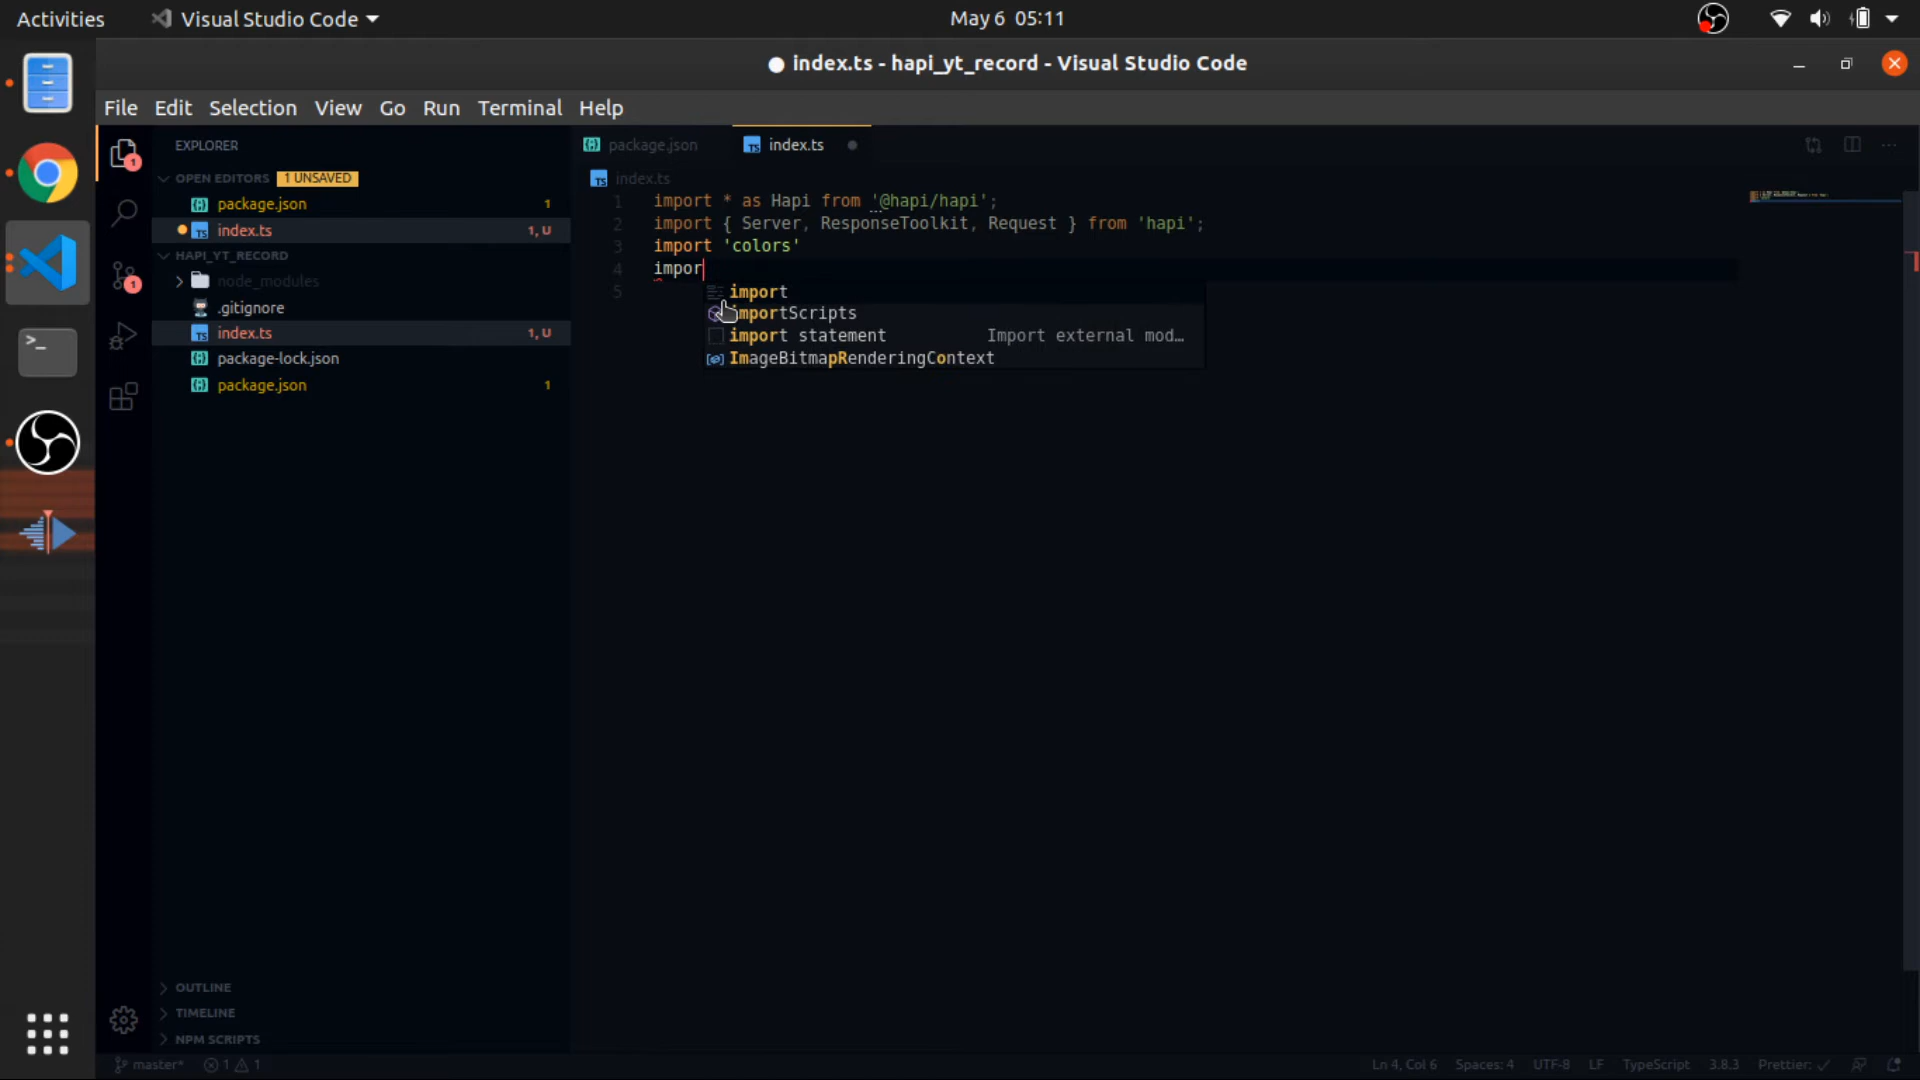 Activities Visual Studio Code May 6 05:11
● index.ts - hapi_yt_record - Visual Studio Code
File Edit Selection View Go Run Terminal Help
EXPLORER
OPEN EDITORS 1 UNSAVED
package.json 1
index.ts 1, U
HAPI_YT_RECORD
node_modules
.gitignore
index.ts 1, U
package-lock.json
package.json 1
OUTLINE
TIMELINE
NPM SCRIPTS
package.json index.ts
index.ts
1 import * as Hapi from '@hapi/hapi';
2 import { Server, ResponseToolkit, Request } from 'hapi';
3 import 'colors'
4 impor
5
import
importScripts
import statement Import external mod…
ImageBitmapRenderingContext
1
1
master* 1 1 Ln 4, Col 6 Spaces: 4 UTF-8 LF TypeScript 3.8.3 Prettier: ✓